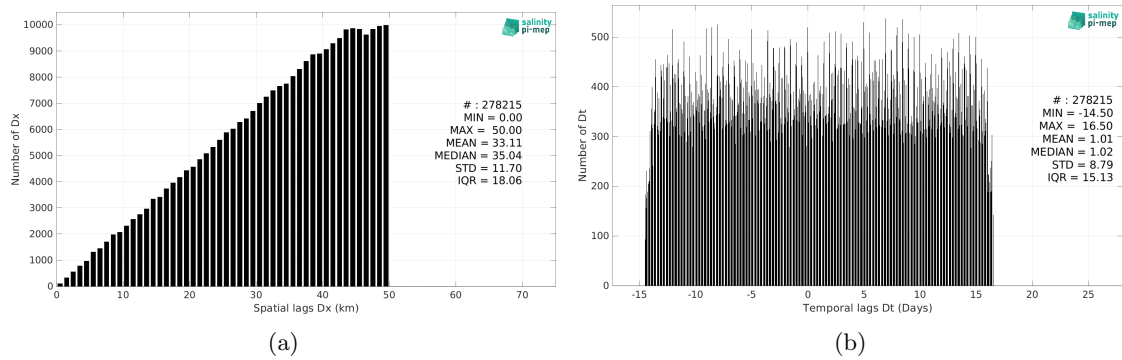 10000
9000
8000
7000
6000
5000
4000
3000
2000
1000
0
Number of Dx
0 10 20 30 40 50 60 70
Spatial lags Dx (km)
salinity
pi-mep
# : 278215
MIN = 0.00
MAX = 50.00
MEAN = 33.11
MEDIAN = 35.04
STD = 11.70
IQR = 18.06
(a)
500
400
300
200
100
0
Number of Dt
-15 -10 -5 0 5 10 15 20 25
Temporal lags Dt (Days)
salinity
pi-mep
# : 278215
MIN = -14.50
MAX = 16.50
MEAN = 1.01
MEDIAN = 1.02
STD = 8.79
IQR = 15.13
(b)